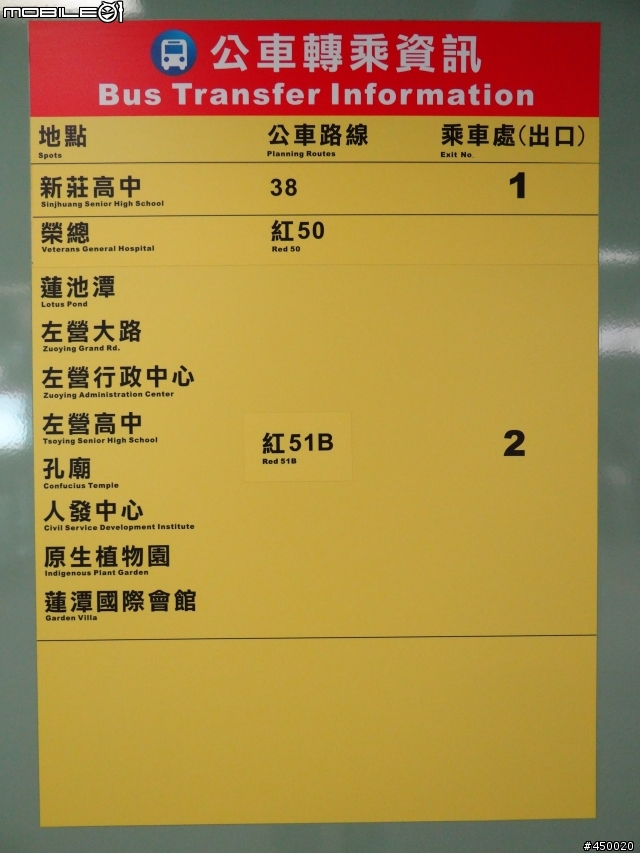 MOBILE01
公車轉乘資訊
Bus Transfer Information
地點 公車路線 乘車處(出口)
Spots Planning Routes Exit No.
新莊高中 38 1
Sinjhuang Senior High School
榮總 紅50
Veterans General Hospital Red 50
蓮池潭
Lotus Pond
左營大路
Zuoying Grand Rd.
左營行政中心
Zuoying Administration Center
左營高中 紅51B 2
Tsoying Senior High School Red 51B
孔廟
Confucius Temple
人發中心
Civil Service Development Institute
原生植物園
Indigenous Plant Garden
蓮潭國際會館
Garden Villa
#450020